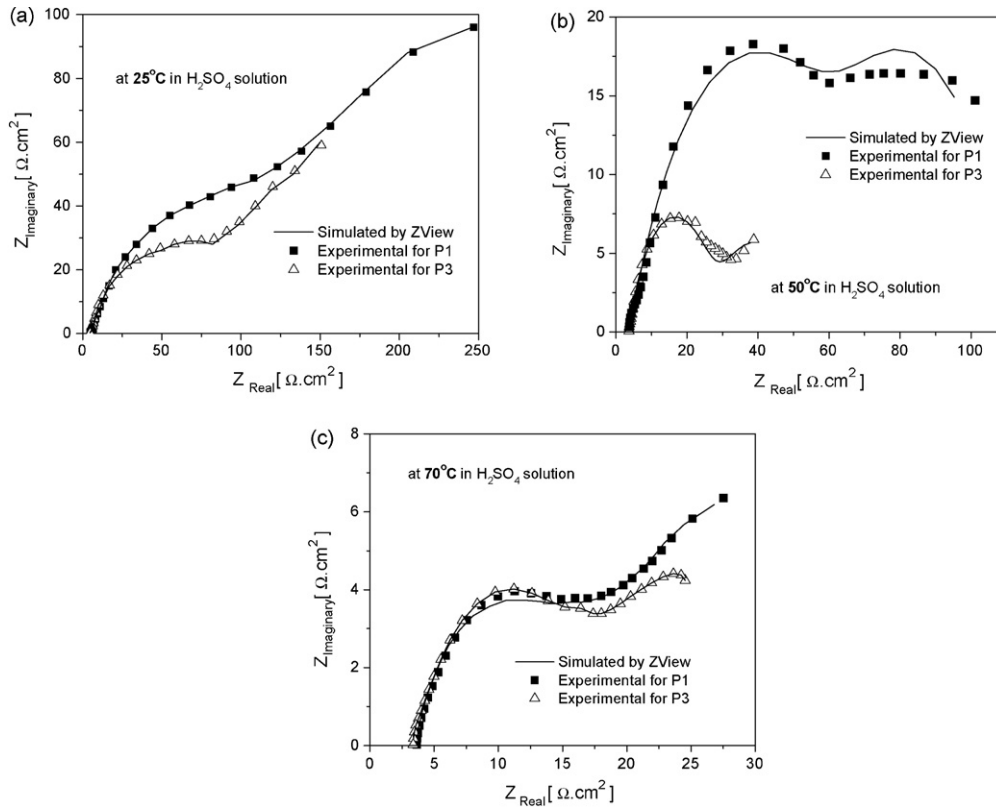 (a)
100
80
60
40
20
0
Z Imaginary [ Ω.cm² ]
at 25°C in H₂SO₄ solution
Simulated by ZView
Experimental for P1
Experimental for P3
0 50 100 150 200 250
Z Real [ Ω.cm² ]
(b)
20
15
10
5
0
Z Imaginary [ Ω.cm² ]
Simulated by ZView
Experimental for P1
Experimental for P3
at 50°C in H₂SO₄ solution
0 20 40 60 80 100
Z Real [ Ω.cm² ]
(c)
8
6
4
2
0
Z Imaginary [ Ω.cm² ]
at 70°C in H₂SO₄ solution
Simulated by ZView
Experimental for P1
Experimental for P3
0 5 10 15 20 25 30
Z Real [ Ω.cm² ]